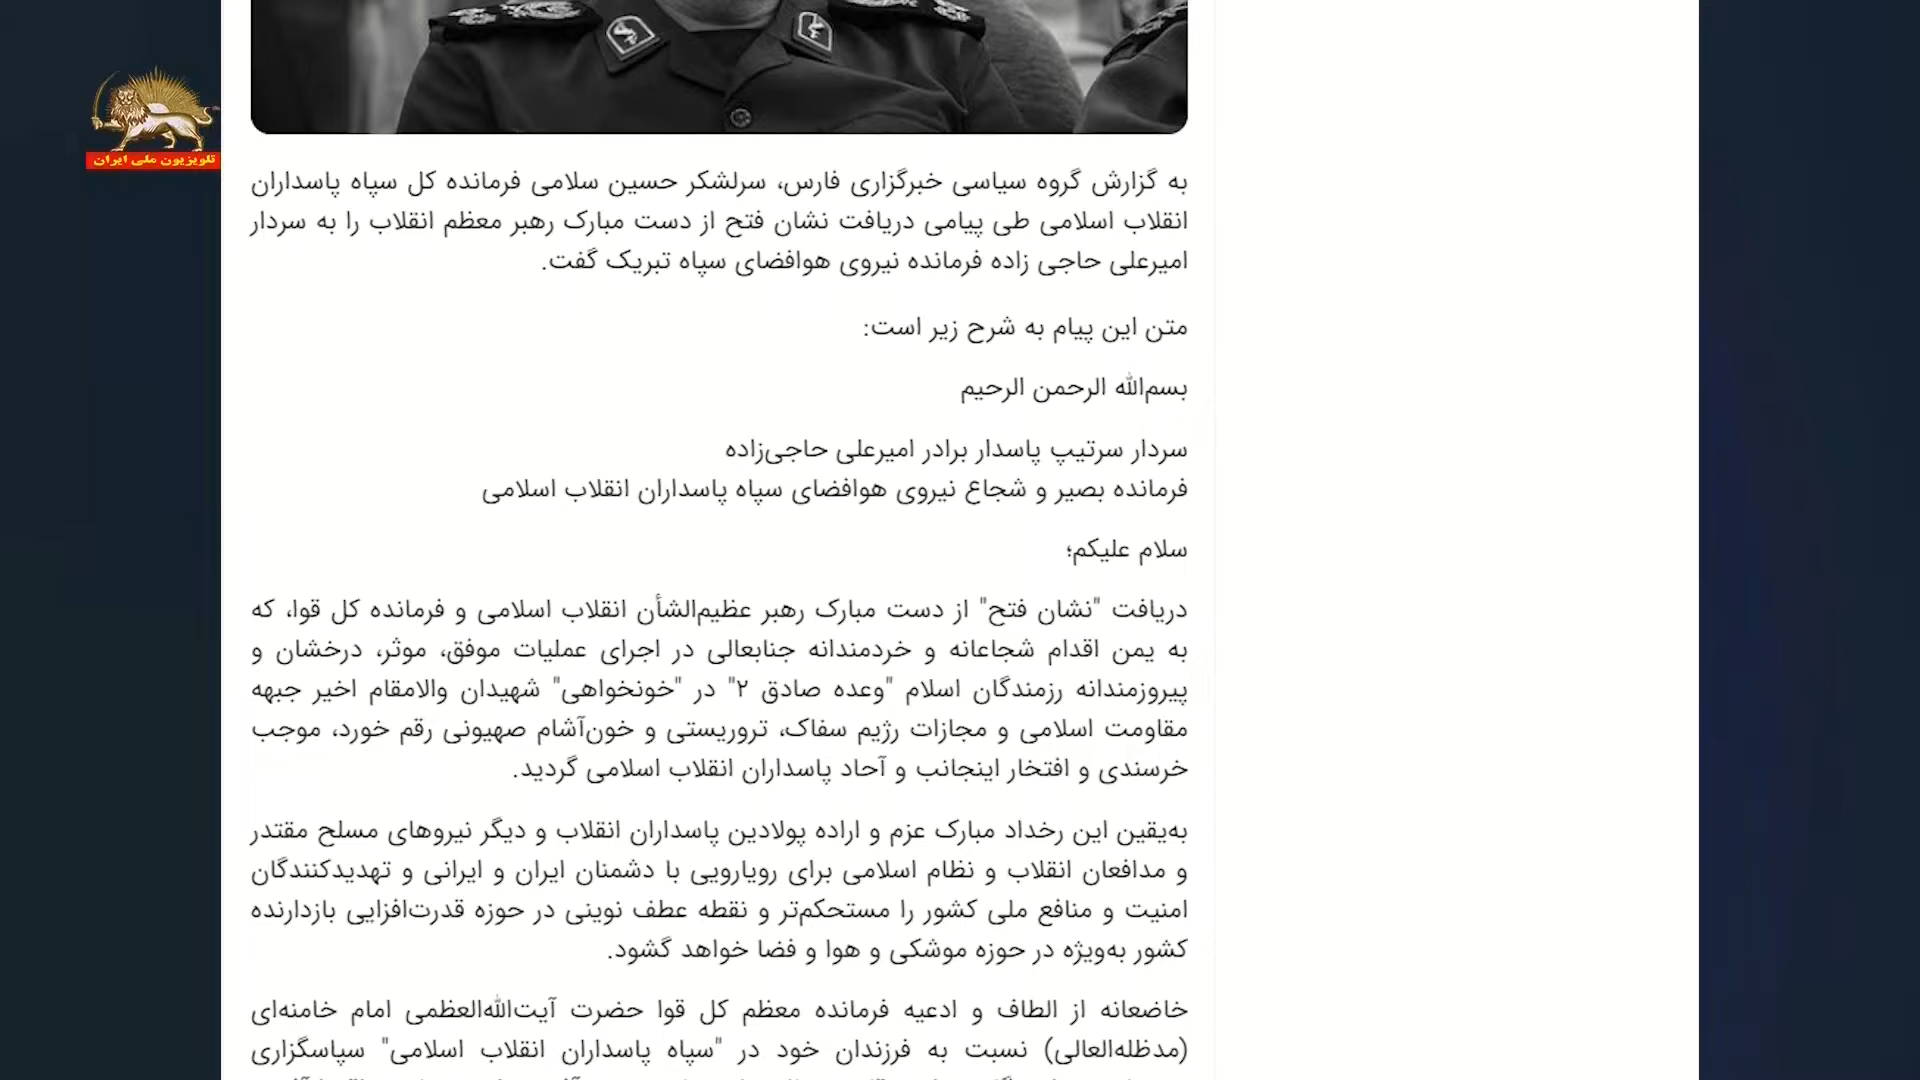 تلویزیون ملی ایران
به گزارش گروه سیاسی خبرگزاری فارس، سرلشکر حسین سلامی فرمانده کل سپاه پاسداران
انقلاب اسلامی طی پیامی دریافت نشان فتح از دست مبارک رهبر معظم انقلاب را به سردار
امیرعلی حاجی زاده فرمانده نیروی هوافضای سپاه تبریک گفت.
متن این پیام به شرح زیر است:
بسم‌الله الرحمن الرحیم
سردار سرتیپ پاسدار برادر امیرعلی حاجی‌زاده
فرمانده بصیر و شجاع نیروی هوافضای سپاه پاسداران انقلاب اسلامی
سلام علیکم؛
دریافت "نشان فتح" از دست مبارک رهبر عظیم‌الشأن انقلاب اسلامی و فرمانده کل قوا، که
به یمن اقدام شجاعانه و خردمندانه جنابعالی در اجرای عملیات موفق، موثر، درخشان و
پیروزمندانه رزمندگان اسلام "وعده صادق ۲" در "خونخواهی" شهیدان والامقام اخیر جبهه
مقاومت اسلامی و مجازات رژیم سفاک، تروریستی و خون‌آشام صهیونی رقم خورد، موجب
خرسندی و افتخار اینجانب و آحاد پاسداران انقلاب اسلامی گردید.
به‌یقین این رخداد مبارک عزم و اراده پولادین پاسداران انقلاب و دیگر نیروهای مسلح مقتدر
و مدافعان انقلاب و نظام اسلامی برای رویارویی با دشمنان ایران و ایرانی و تهدیدکنندگان
امنیت و منافع ملی کشور را مستحکم‌تر و نقطه عطف نوینی در حوزه قدرت‌افزایی بازدارنده
کشور به‌ویژه در حوزه موشکی و هوا و فضا خواهد گشود.
خاضعانه از الطاف و ادعیه فرمانده معظم کل قوا حضرت آیت‌الله‌العظمی امام خامنه‌ای
(مدظله‌العالی) نسبت به فرزندان خود در "سپاه پاسداران انقلاب اسلامی" سپاسگزاری